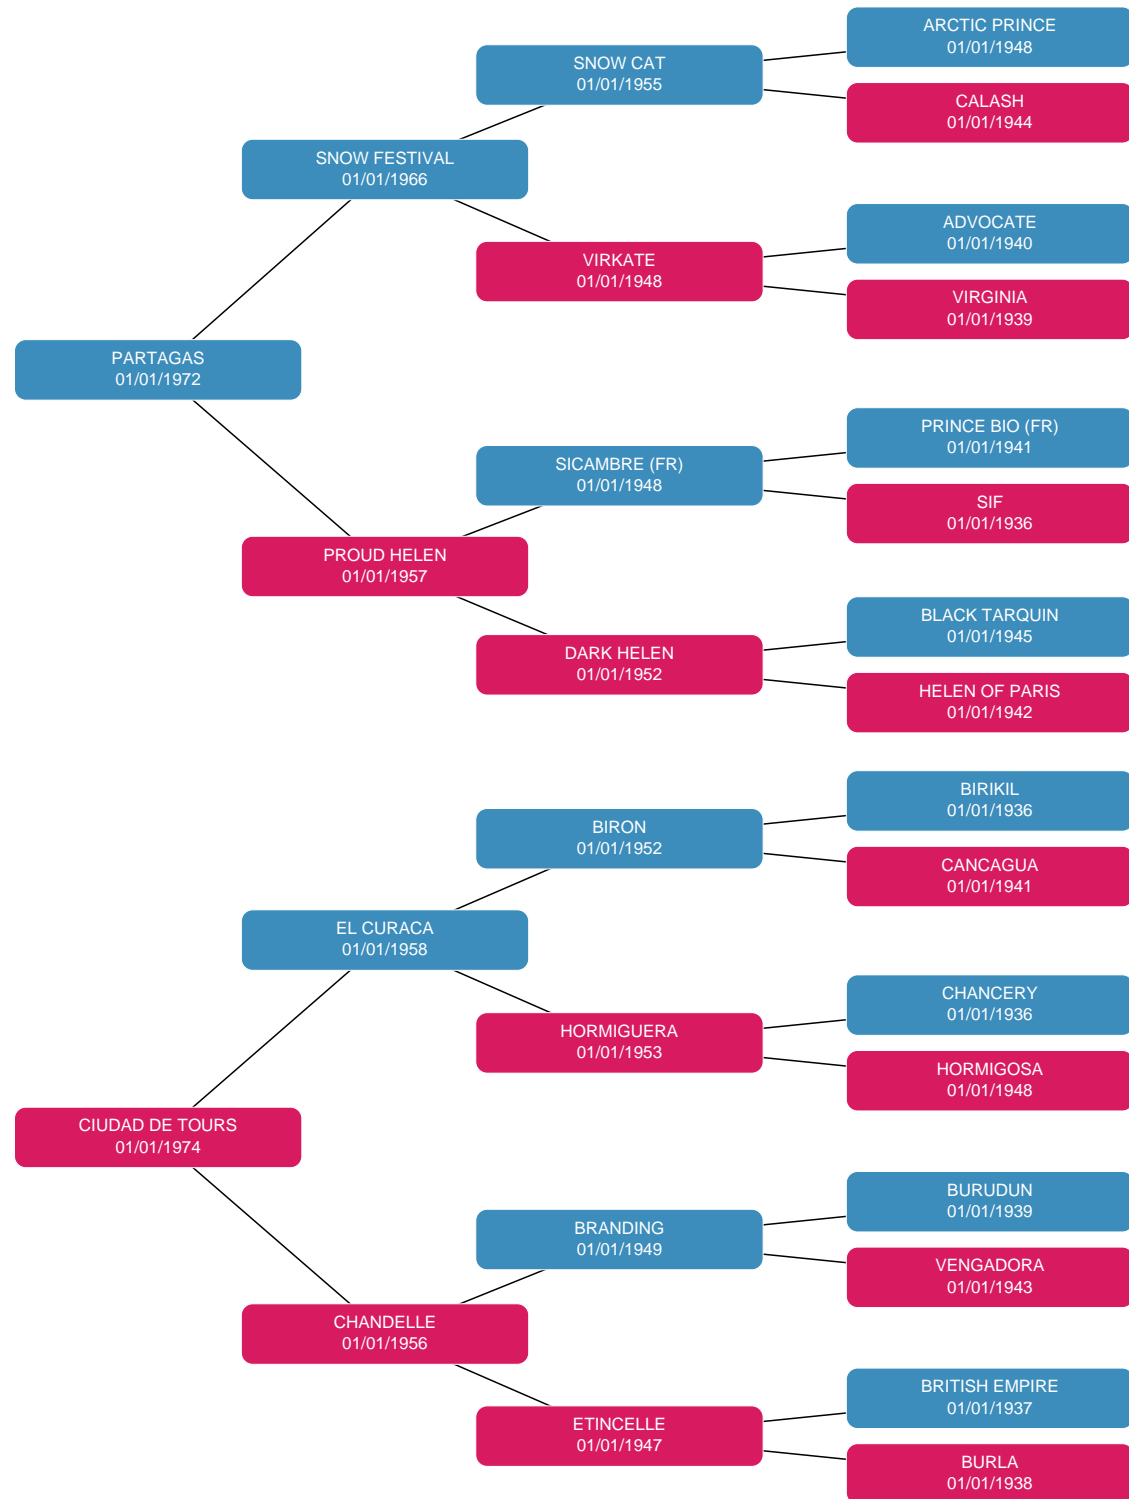 ARCTIC PRINCE
01/01/1948
SNOW CAT
01/01/1955
CALASH
01/01/1944
SNOW FESTIVAL
01/01/1966
ADVOCATE
01/01/1940
VIRKATE
01/01/1948
VIRGINIA
01/01/1939
PARTAGAS
01/01/1972
PRINCE BIO (FR)
01/01/1941
SICAMBRE (FR)
01/01/1948
SIF
01/01/1936
PROUD HELEN
01/01/1957
BLACK TARQUIN
01/01/1945
DARK HELEN
01/01/1952
HELEN OF PARIS
01/01/1942
BIRIKIL
01/01/1936
BIRON
01/01/1952
CANCAGUA
01/01/1941
EL CURACA
01/01/1958
CHANCERY
01/01/1936
HORMIGUERA
01/01/1953
HORMIGOSA
01/01/1948
CIUDAD DE TOURS
01/01/1974
BURUDUN
01/01/1939
BRANDING
01/01/1949
VENGADORA
01/01/1943
CHANDELLE
01/01/1956
BRITISH EMPIRE
01/01/1937
ETINCELLE
01/01/1947
BURLA
01/01/1938